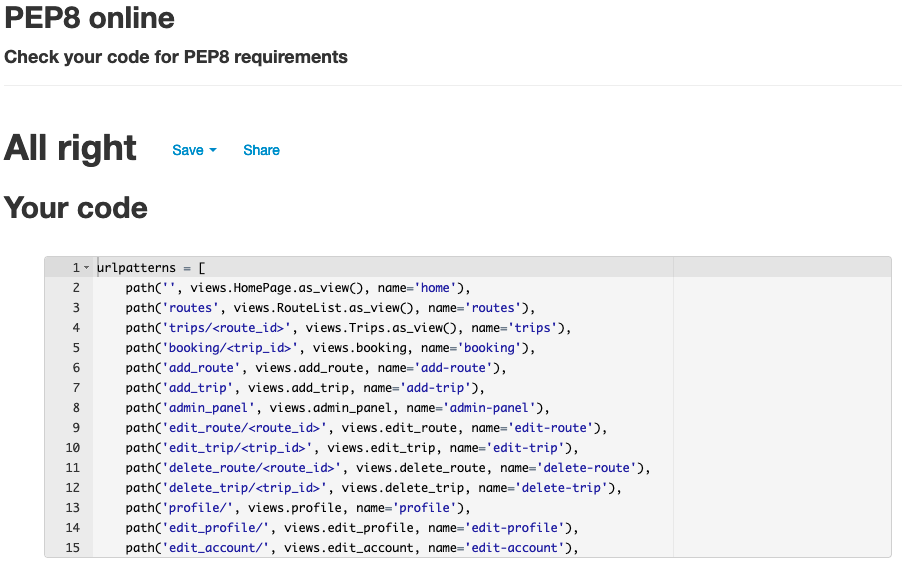 PEP8 online
Check your code for PEP8 requirements
All right Save Share
Your code
1 urlpatterns = [
2 path('', views.HomePage.as_view(), name='home'),
3 path('routes', views.RouteList.as_view(), name='routes'),
4 path('trips/<route_id>', views.Trips.as_view(), name='trips'),
5 path('booking/<trip_id>', views.booking, name='booking'),
6 path('add_route', views.add_route, name='add-route'),
7 path('add_trip', views.add_trip, name='add-trip'),
8 path('admin_panel', views.admin_panel, name='admin-panel'),
9 path('edit_route/<route_id>', views.edit_route, name='edit-route'),
10 path('edit_trip/<trip_id>', views.edit_trip, name='edit-trip'),
11 path('delete_route/<route_id>', views.delete_route, name='delete-route'),
12 path('delete_trip/<trip_id>', views.delete_trip, name='delete-trip'),
13 path('profile/', views.profile, name='profile'),
14 path('edit_profile/', views.edit_profile, name='edit-profile'),
15 path('edit_account/', views.edit_account, name='edit-account'),